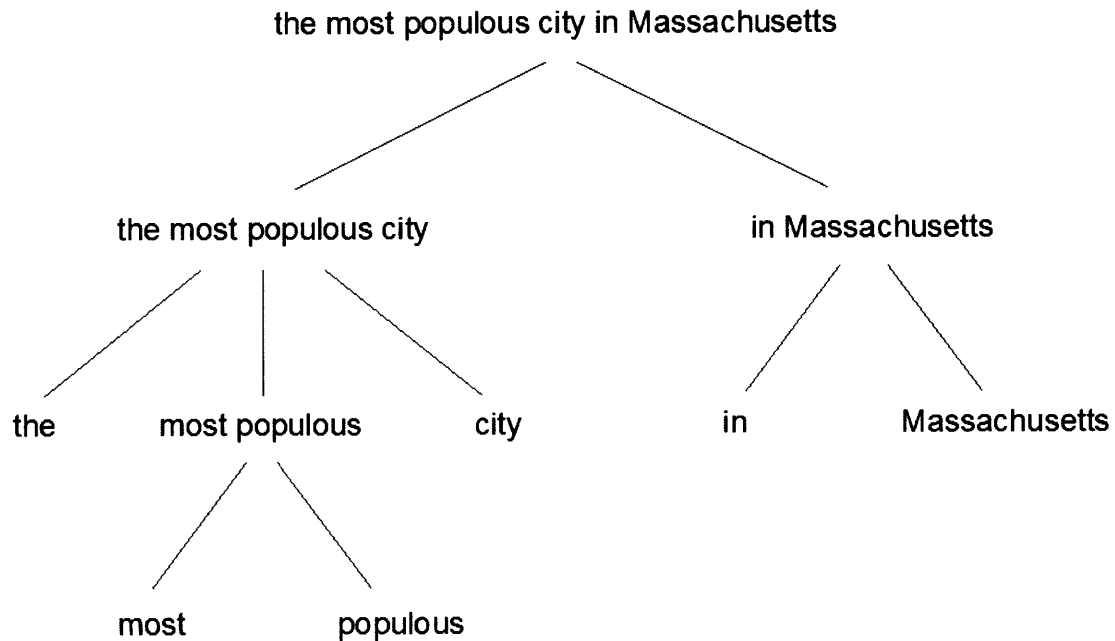 the most populous city in Massachusetts
the most populous city
in Massachusetts
the
most populous
city
in
Massachusetts
most
populous